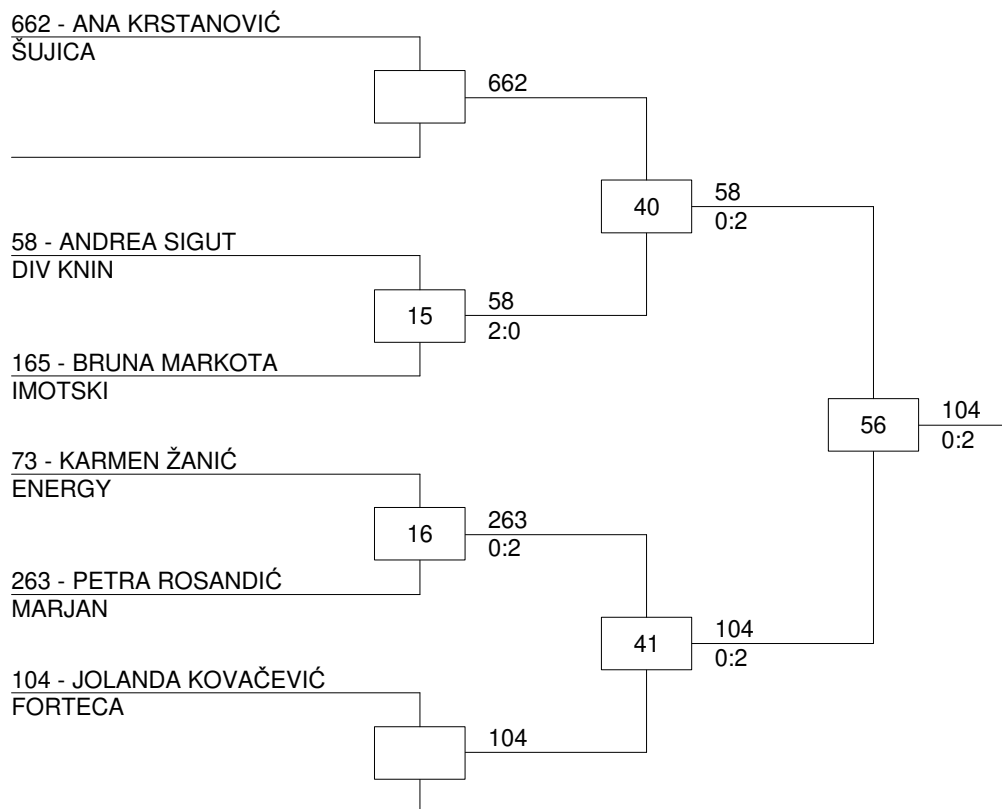 662 - ANA KRSTANOVIĆ
ŠUJICA
662
40
58
0:2
58 - ANDREA SIGUT
DIV KNIN
15
58
2:0
165 - BRUNA MARKOTA
IMOTSKI
56
104
0:2
73 - KARMEN ŽANIĆ
ENERGY
16
263
0:2
263 - PETRA ROSANDIĆ
MARJAN
41
104
0:2
104 - JOLANDA KOVAČEVIĆ
FORTECA
104